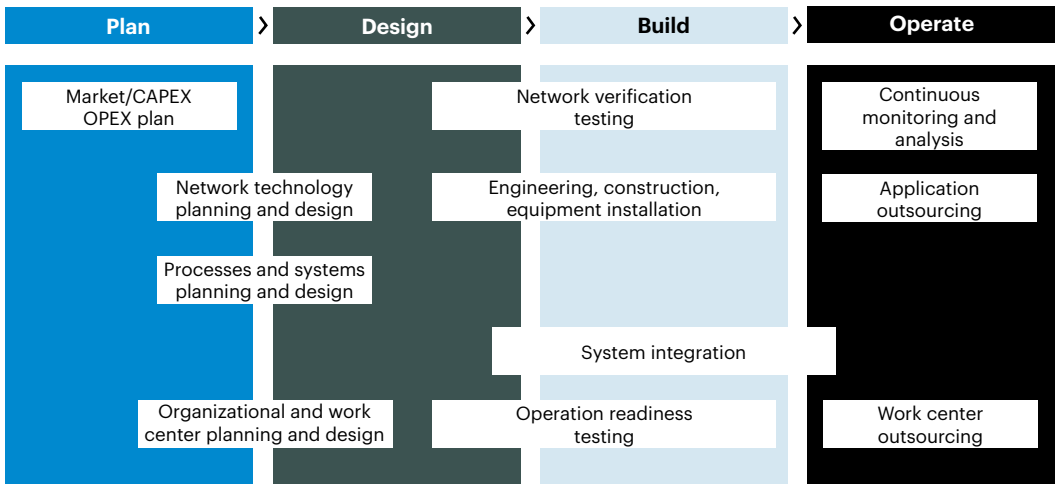 Plan
Design
Build
Operate
Market/CAPEX
OPEX plan
Network verification
testing
Continuous
monitoring and
analysis
Network technology
planning and design
Engineering, construction,
equipment installation
Application
outsourcing
Processes and systems
planning and design
System integration
Organizational and work
center planning and design
Operation readiness
testing
Work center
outsourcing